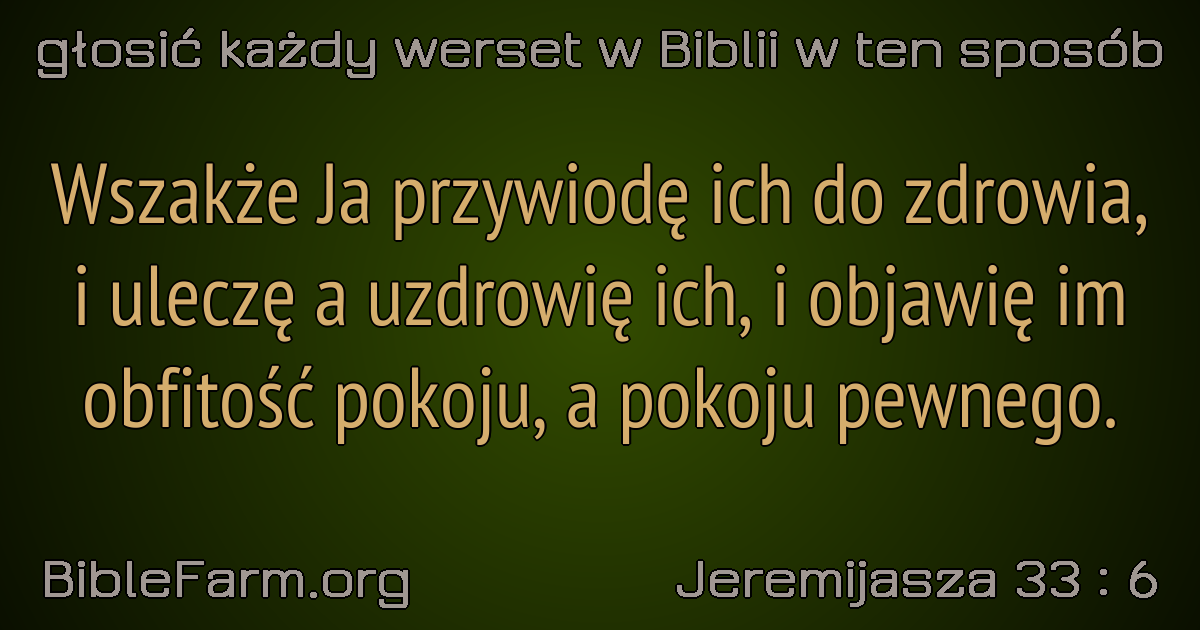 głosić każdy werset w Biblii w ten sposób
Wszakże Ja przywiodę ich do zdrowia,
i uleczę a uzdrowię ich, i objawię im
obfitość pokoju, a pokoju pewnego.
BibleFarm.org
Jeremijasza 33 : 6